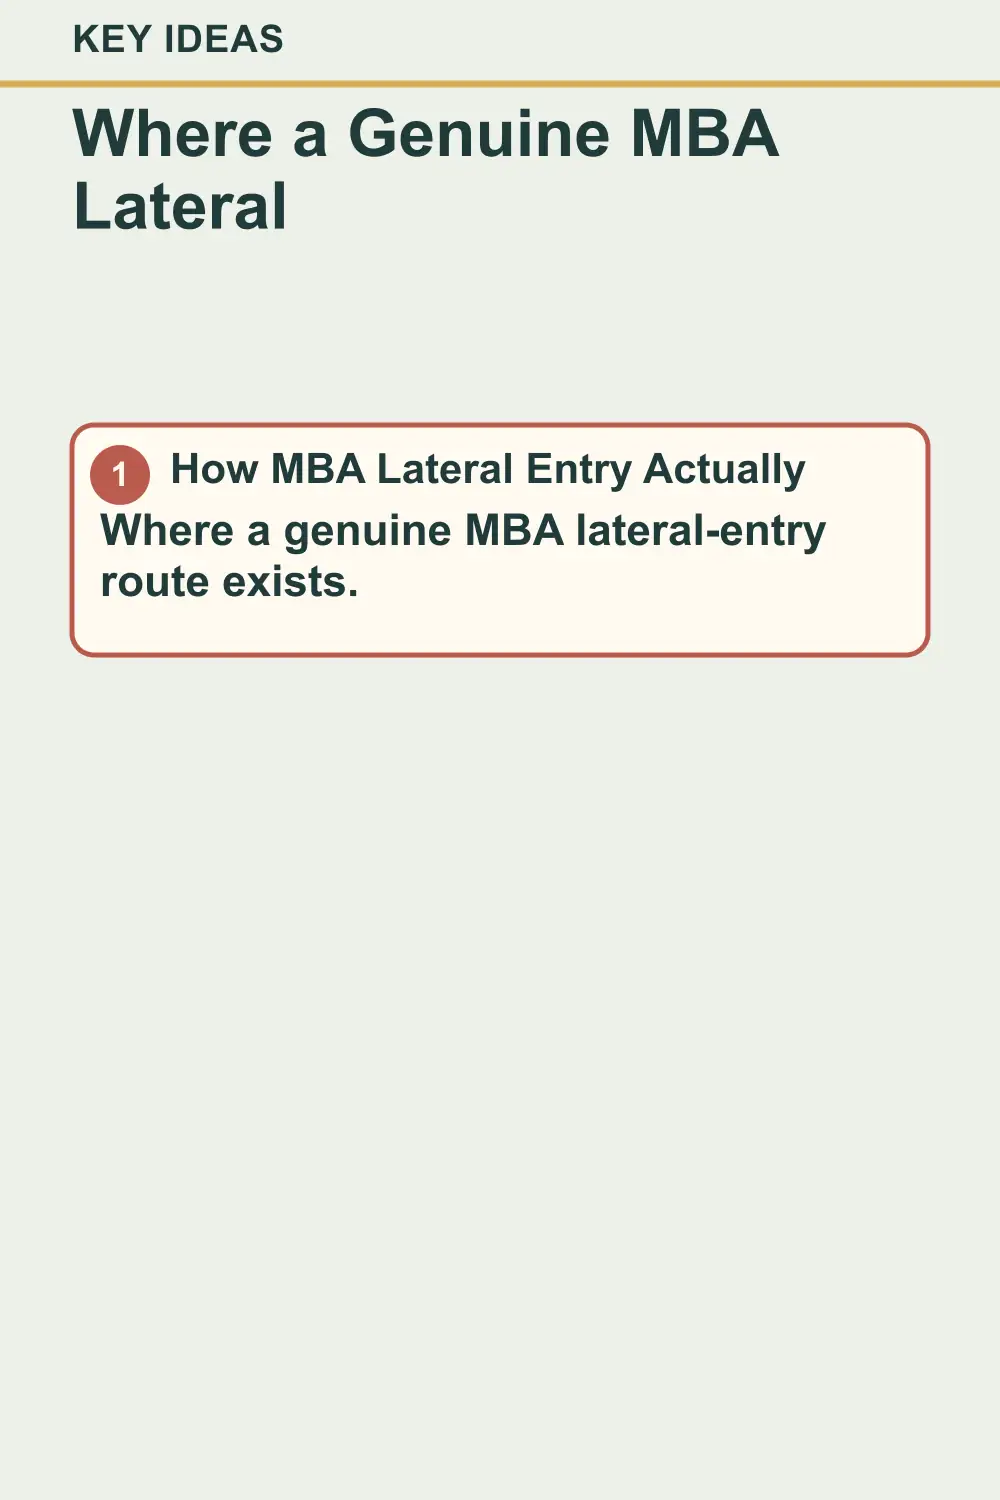 KEY IDEAS
Where a Genuine MBA
Lateral
1 How MBA Lateral Entry Actually
Where a genuine MBA lateral-entry
route exists.